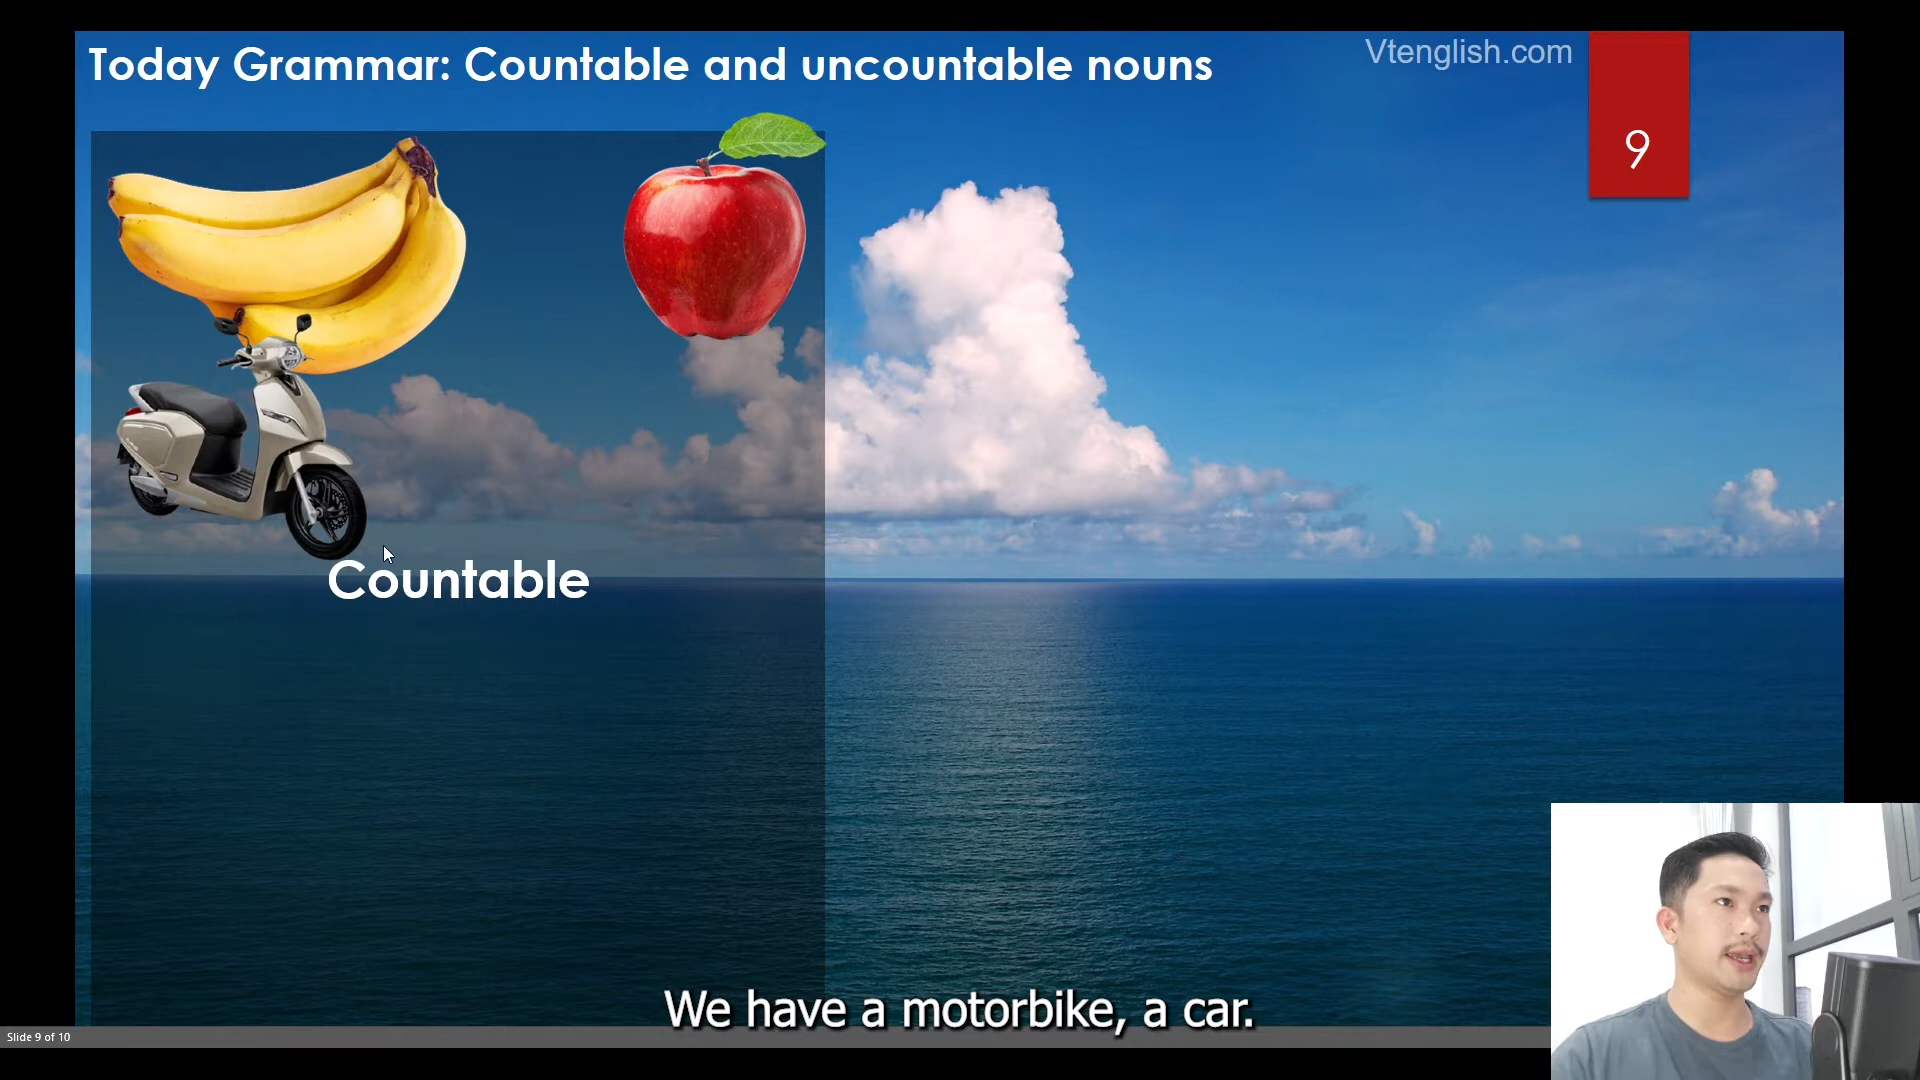 Today Grammar: Countable and uncountable nouns
Vtenglish.com
9
Countable
We have a motorbike, a car.
Slide 9 of 10